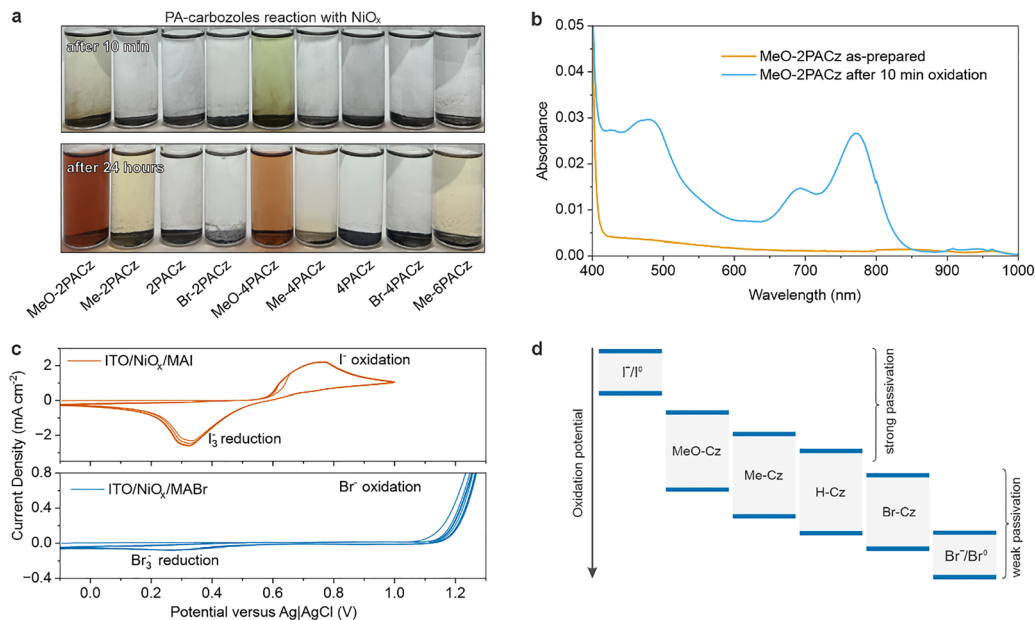 a
PA-carbozoles reaction with NiOₓ
after 10 min
after 24 hours
MeO-2PACz
Me-2PACz
2PACz
Br-2PACz
MeO-4PACz
Me-4PACz
4PACz
Br-4PACz
Me-6PACz
b
MeO-2PACz as-prepared
MeO-2PACz after 10 min oxidation
Absorbance
0.05
0.04
0.03
0.02
0.01
0.00
400 500 600 700 800 900 1000
Wavelength (nm)
c
ITO/NiOₓ/MAI
I⁻ oxidation
I₃⁻ reduction
2
0
−2
Current Density (mA cm⁻²)
ITO/NiOₓ/MABr
Br⁻ oxidation
Br₃⁻ reduction
0.8
0.4
0.0
−0.4
0.0 0.2 0.4 0.6 0.8 1.0 1.2
Potential versus Ag|AgCl (V)
d
Oxidation potential
I⁻/I⁰
MeO-Cz
Me-Cz
H-Cz
Br-Cz
Br⁻/Br⁰
strong passivation
weak passivation